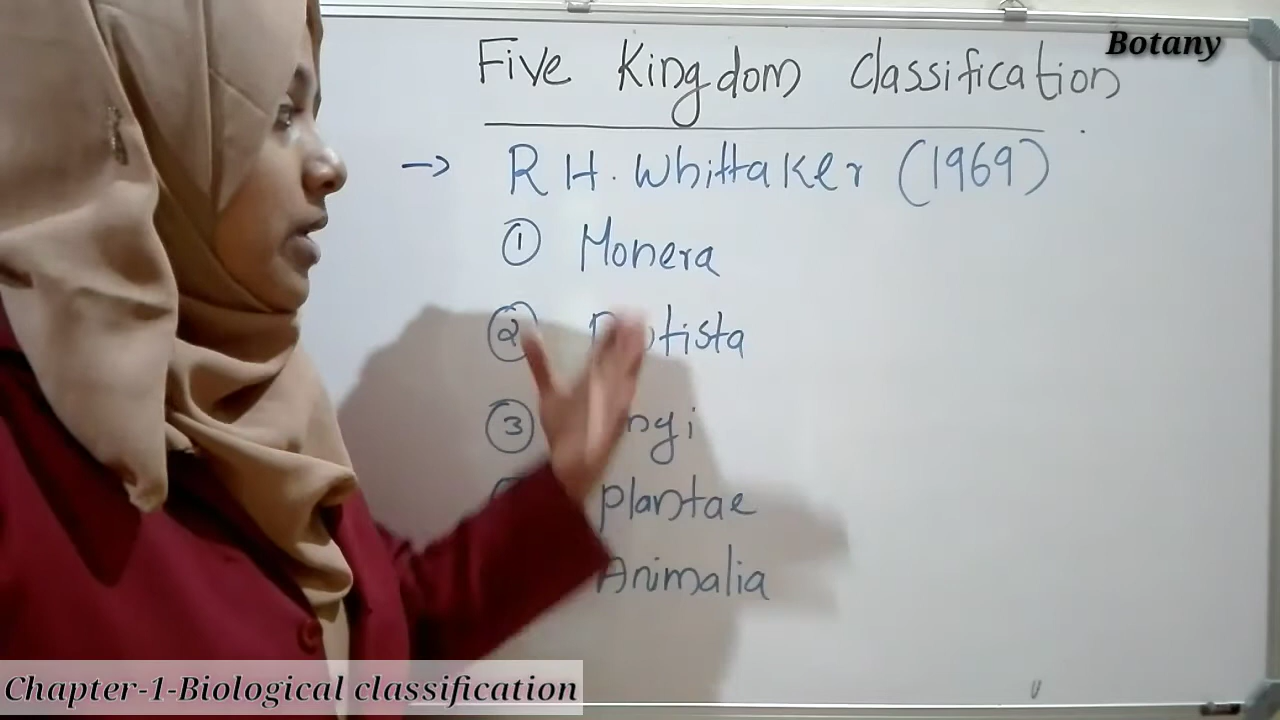 Botany
Five Kingdom Classification
→ R H. Whittaker (1969)
① Monera
②
③
plantae
Animalia
Chapter-1-Biological classification